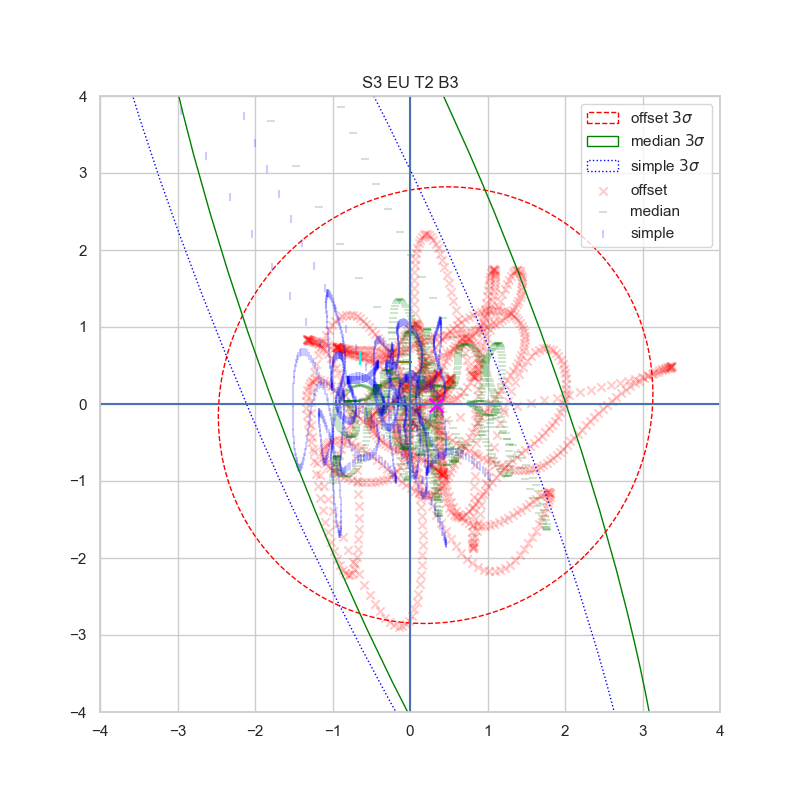 S3 EU T2 B3
offset 3σ
median 3σ
simple 3σ
offset
median
simple
4
3
2
1
0
−1
−2
−3
−4
−4 −3 −2 −1 0 1 2 3 4